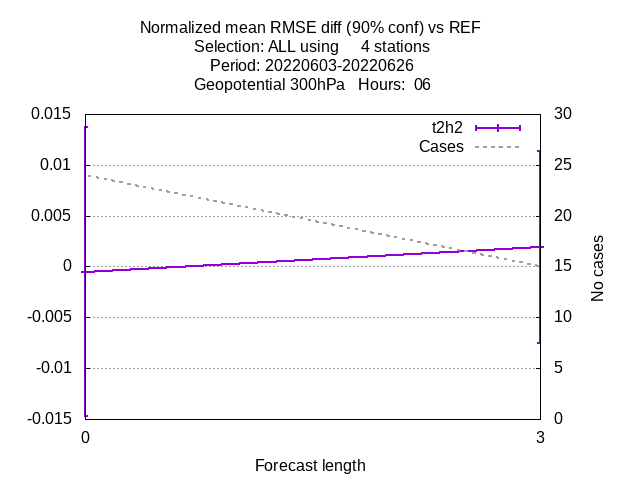 Normalized mean RMSE diff (90% conf) vs REF
Selection: ALL using     4 stations
Period: 20220603-20220626
Geopotential 300hPa   Hours:  06
0.015
0.01
0.005
0
-0.005
-0.01
-0.015
t2h2
Cases
30
25
20
15
10
5
0
No cases
0
3
Forecast length